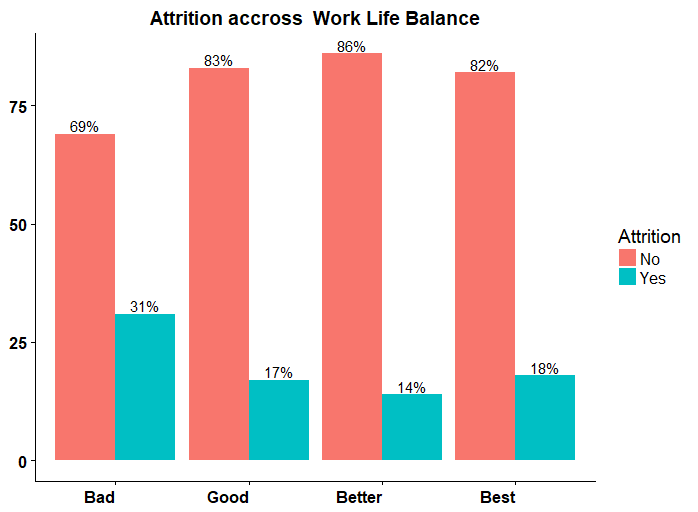 Attrition accross  Work Life Balance
86%
83%
82%
75
69%
50
Attrition
No
Yes
31%
25
17%
14%
18%
0
Bad
Good
Better
Best